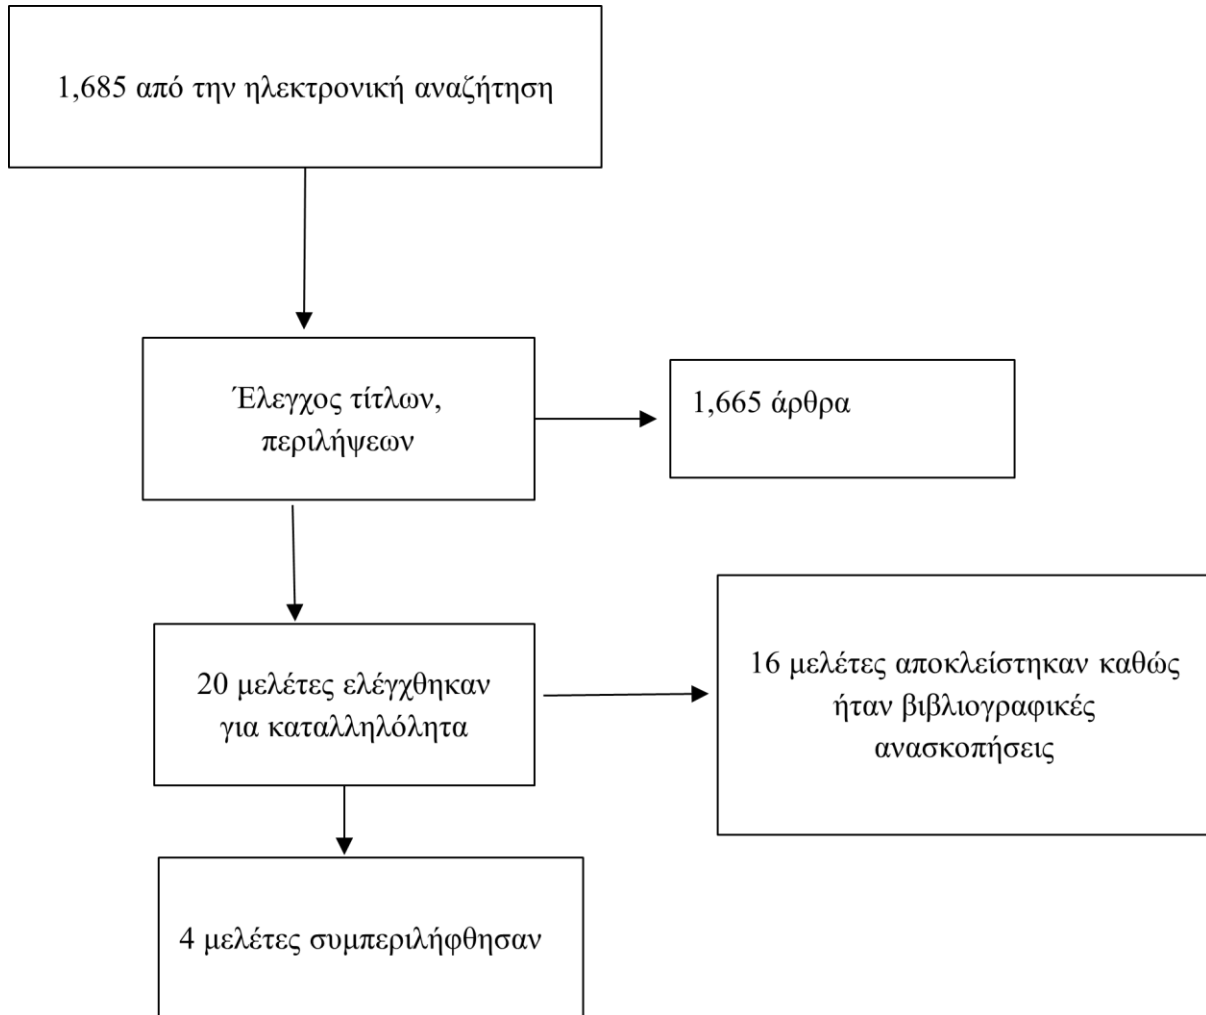 1,685 από την ηλεκτρονική αναζήτηση
Έλεγχος τίτλων,
περιλήψεων
1,665 άρθρα
20 μελέτες ελέγχθηκαν
για καταλληλόλητα
16 μελέτες αποκλείστηκαν καθώς
ήταν βιβλιογραφικές
ανασκοπήσεις
4 μελέτες συμπεριλήφθησαν